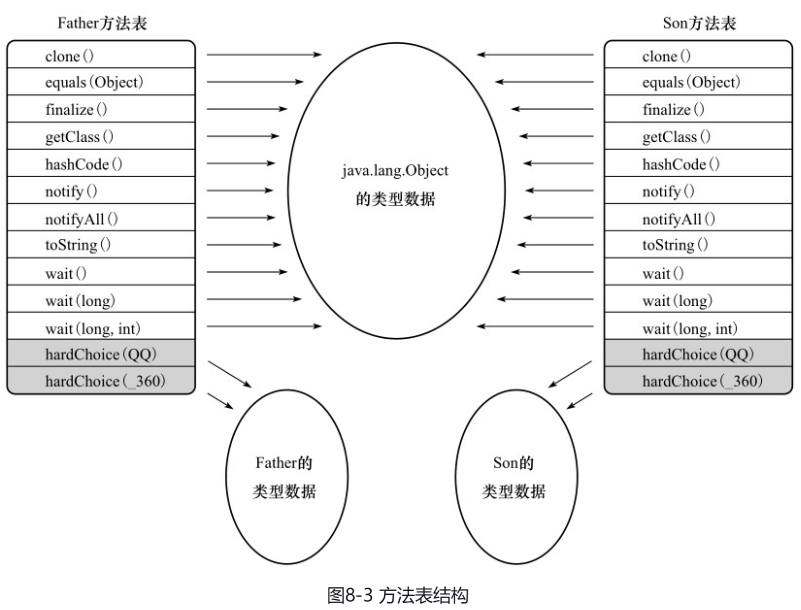 Father方法表
clone()
equals(Object)
finalize()
getClass()
hashCode()
notify()
notifyAll()
toString()
wait()
wait(long)
wait(long, int)
hardChoice(QQ)
hardChoice(_360)
java.lang.Object
的类型数据
Son方法表
clone()
equals(Object)
finalize()
getClass()
hashCode()
notify()
notifyAll()
toString()
wait()
wait(long)
wait(long, int)
hardChoice(QQ)
hardChoice(_360)
Father的
类型数据
Son的
类型数据
图8-3 方法表结构